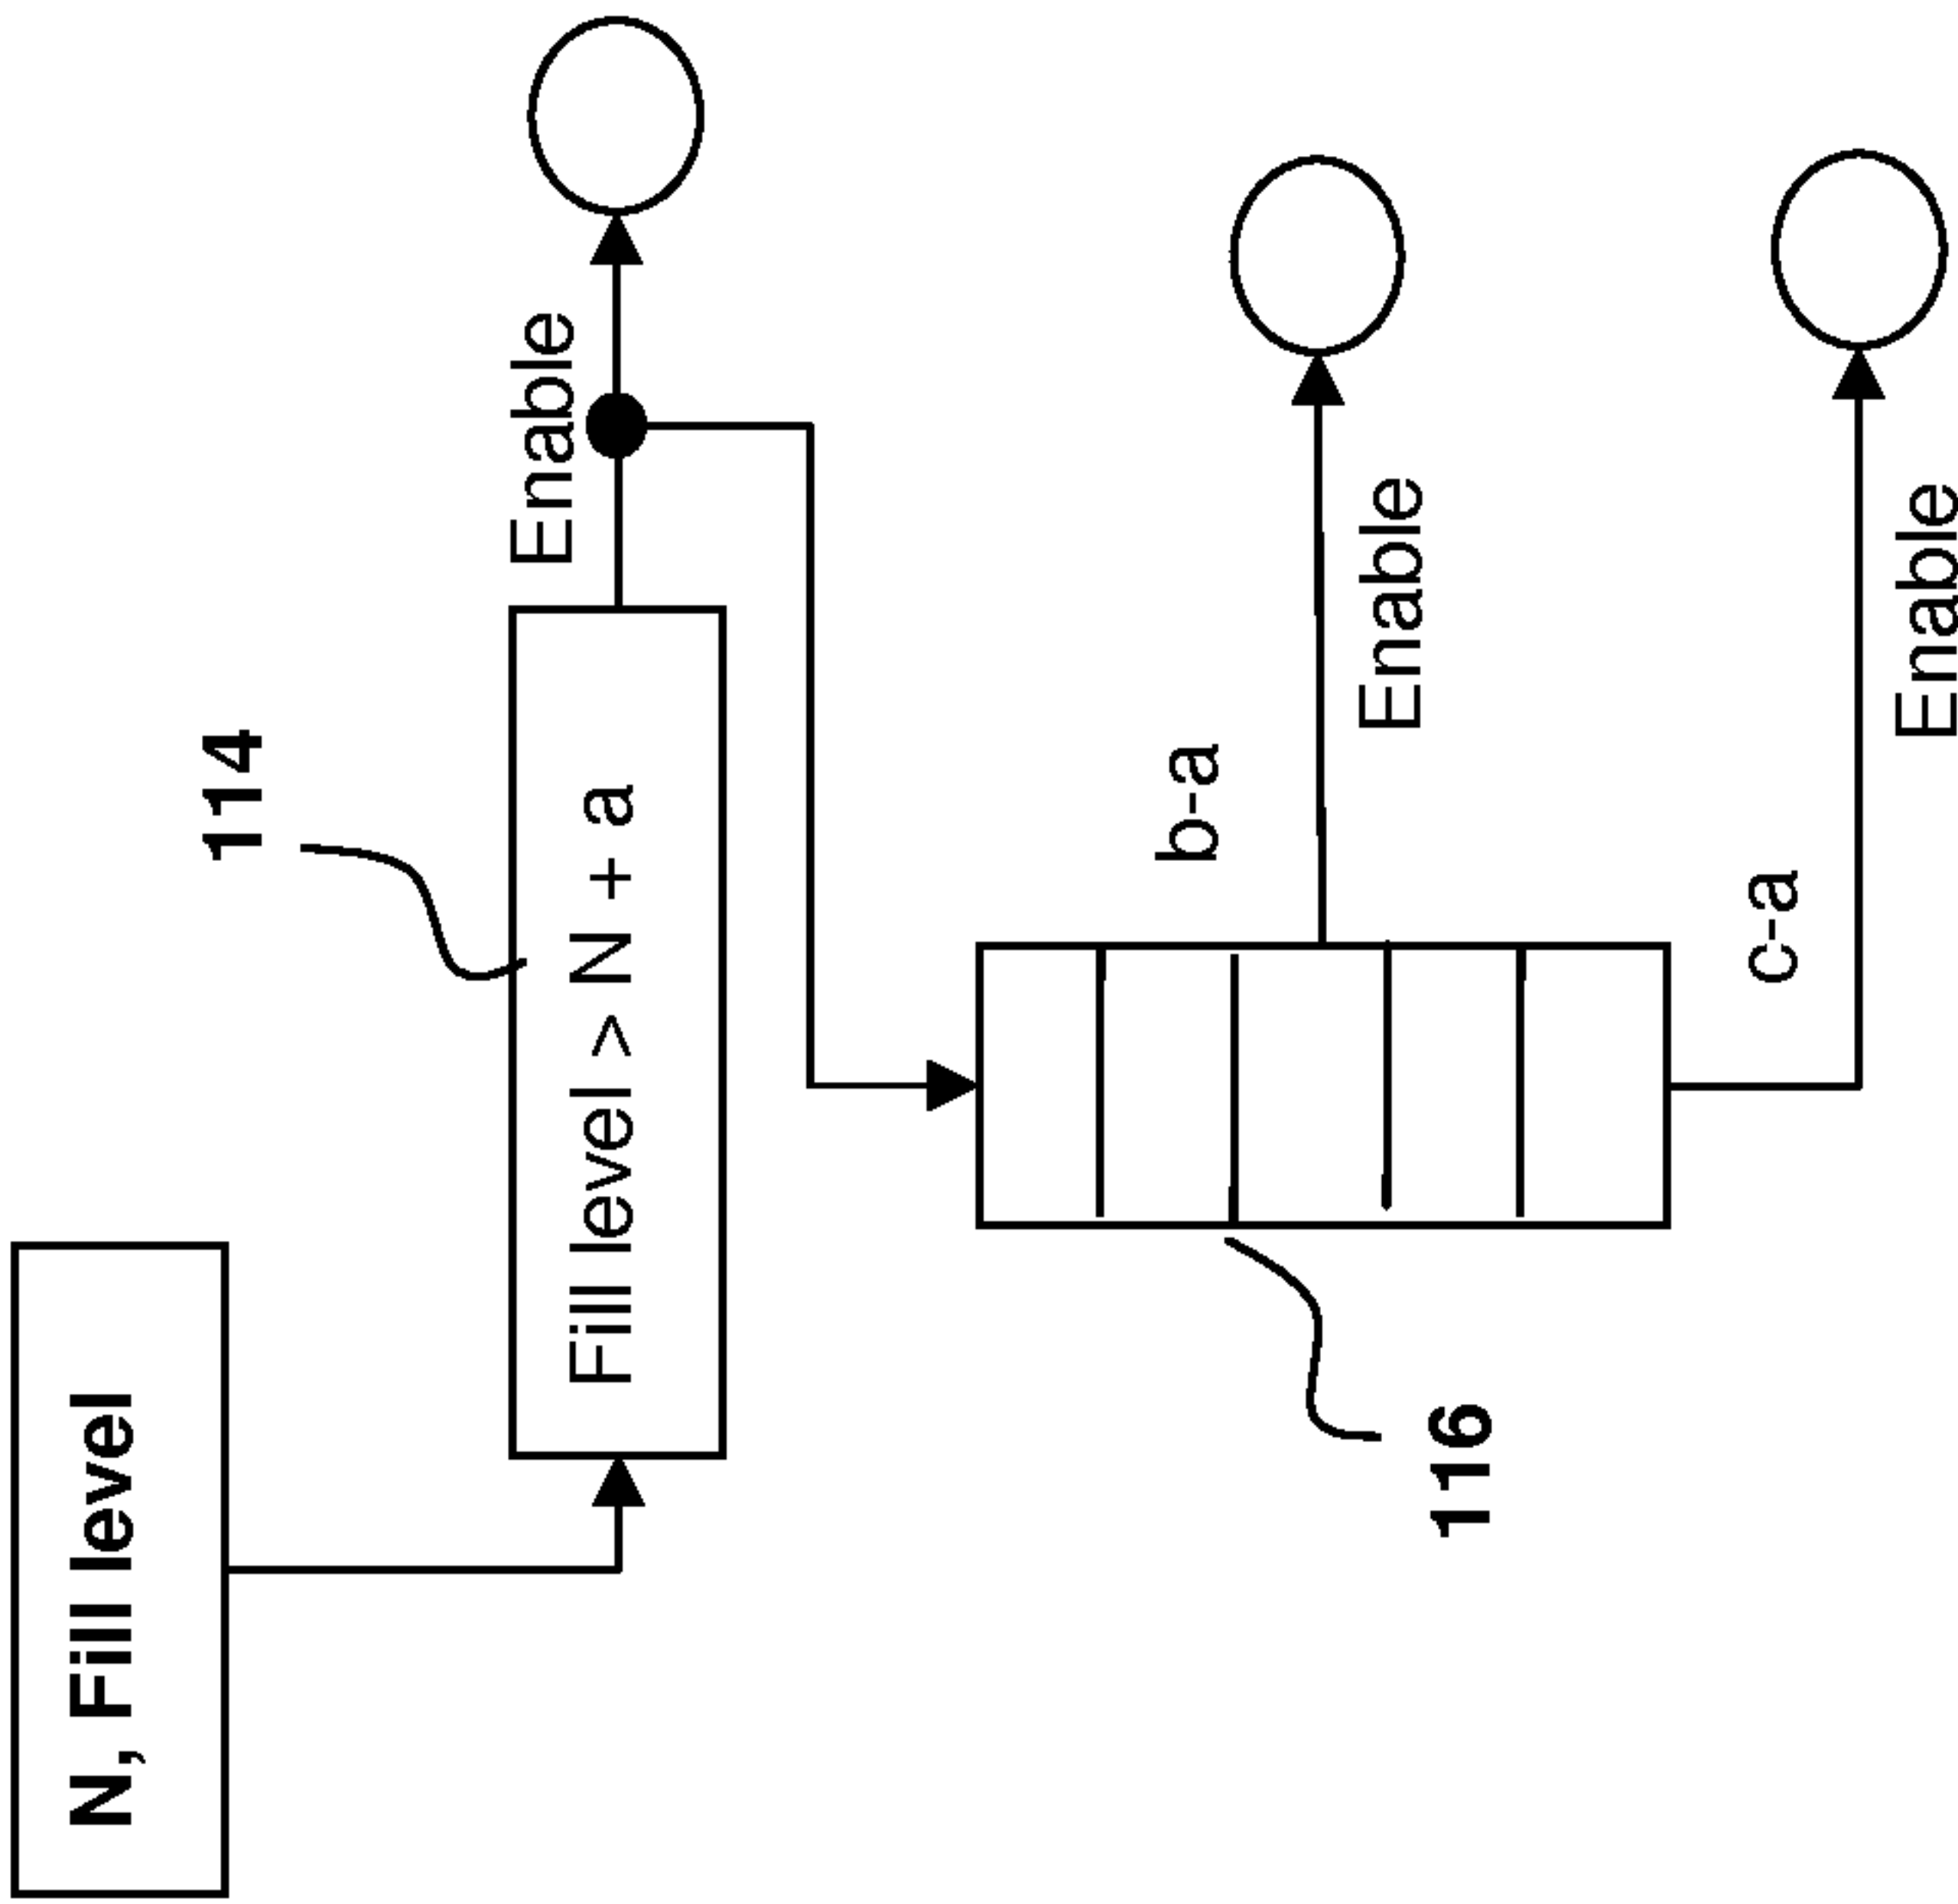 N, Fill level
114
Fill level > N + a
Enable
116
b-a
Enable
c-a
Enable